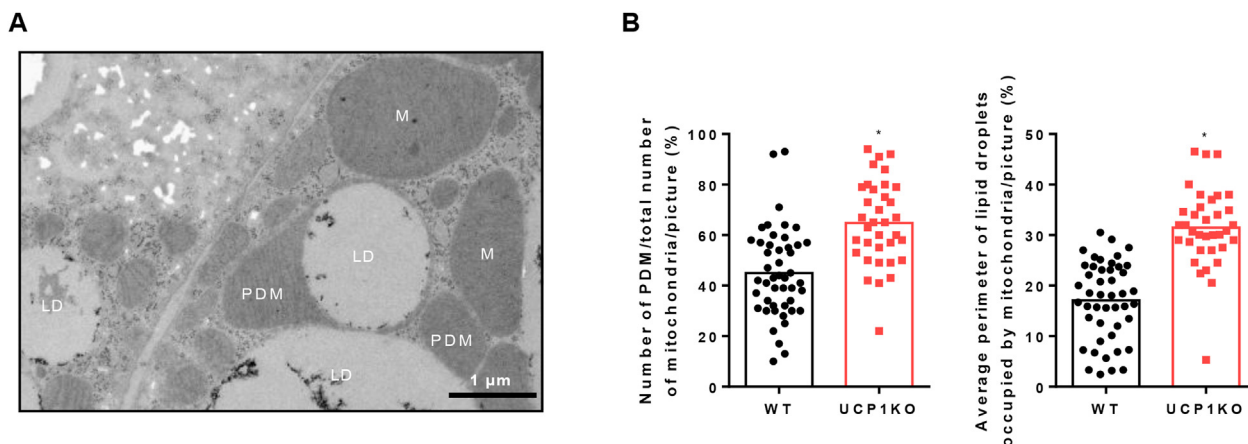 A
M
LD
M
LD
PDM
PDM
LD
1 µm
B
Number of PDM/total number
of mitochondria/picture (%)
100
80
60
40
20
0
*
WT
UCP1KO
Average perimeter of lipid droplets
occupied by mitochondria/picture (%)
50
40
30
20
10
0
*
WT
UCP1KO